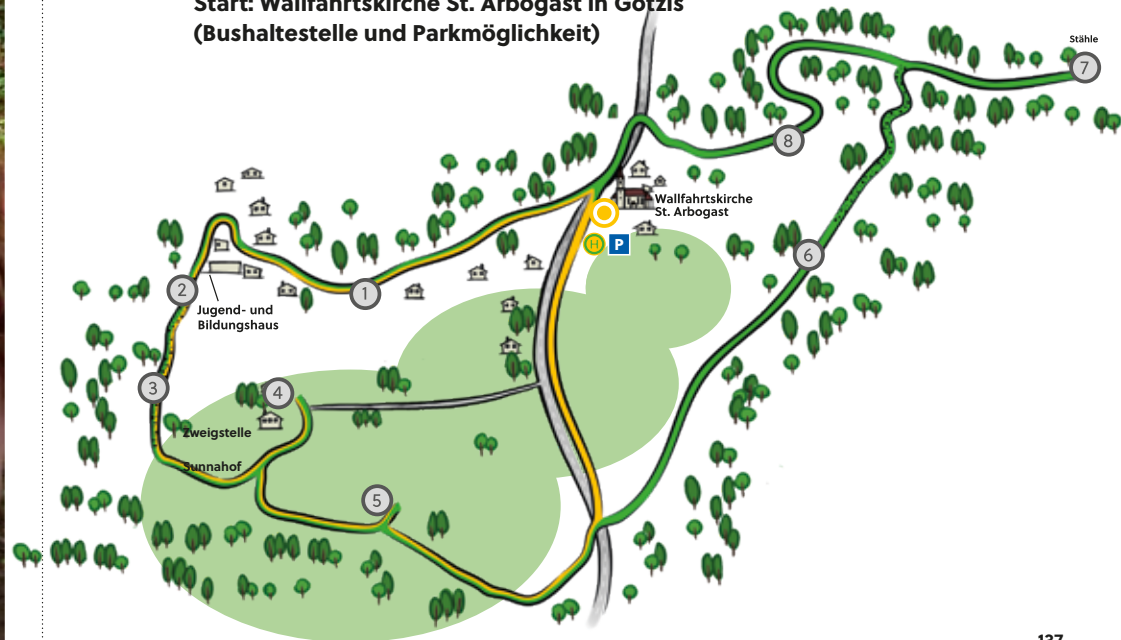 Start: Wallfahrtskirche St. Arbogast in Götzis
(Bushaltestelle und Parkmöglichkeit)
Stähle
7
8
Wallfahrtskirche
St. Arbogast
H P
6
1
2
Jugend- und
Bildungshaus
3
4
Zweigstelle
Sunnahof
5
137